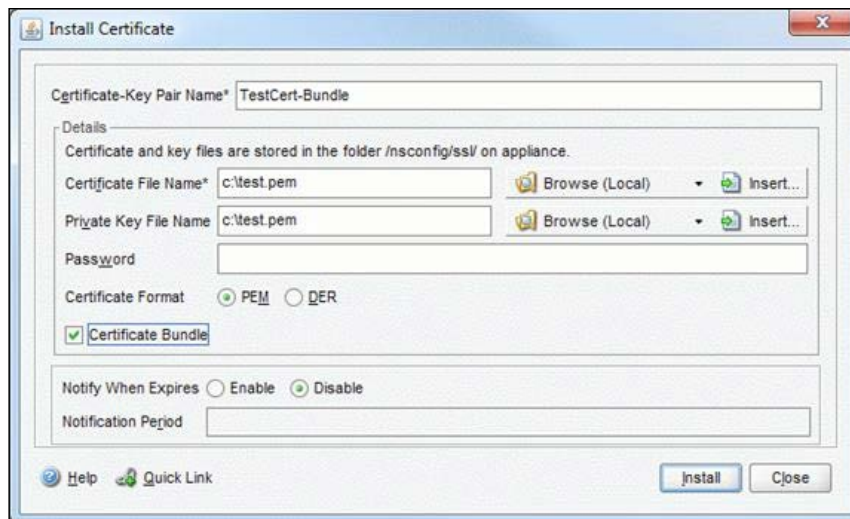 Install Certificate
Certificate-Key Pair Name* TestCert-Bundle
Details
Certificate and key files are stored in the folder /nsconfig/ssl/ on appliance.
Certificate File Name* c:\test.pem Browse (Local) Insert...
Private Key File Name c:\test.pem Browse (Local) Insert...
Password
Certificate Format PEM DER
Certificate Bundle
Notify When Expires Enable Disable
Notification Period
Help Quick Link Install Close